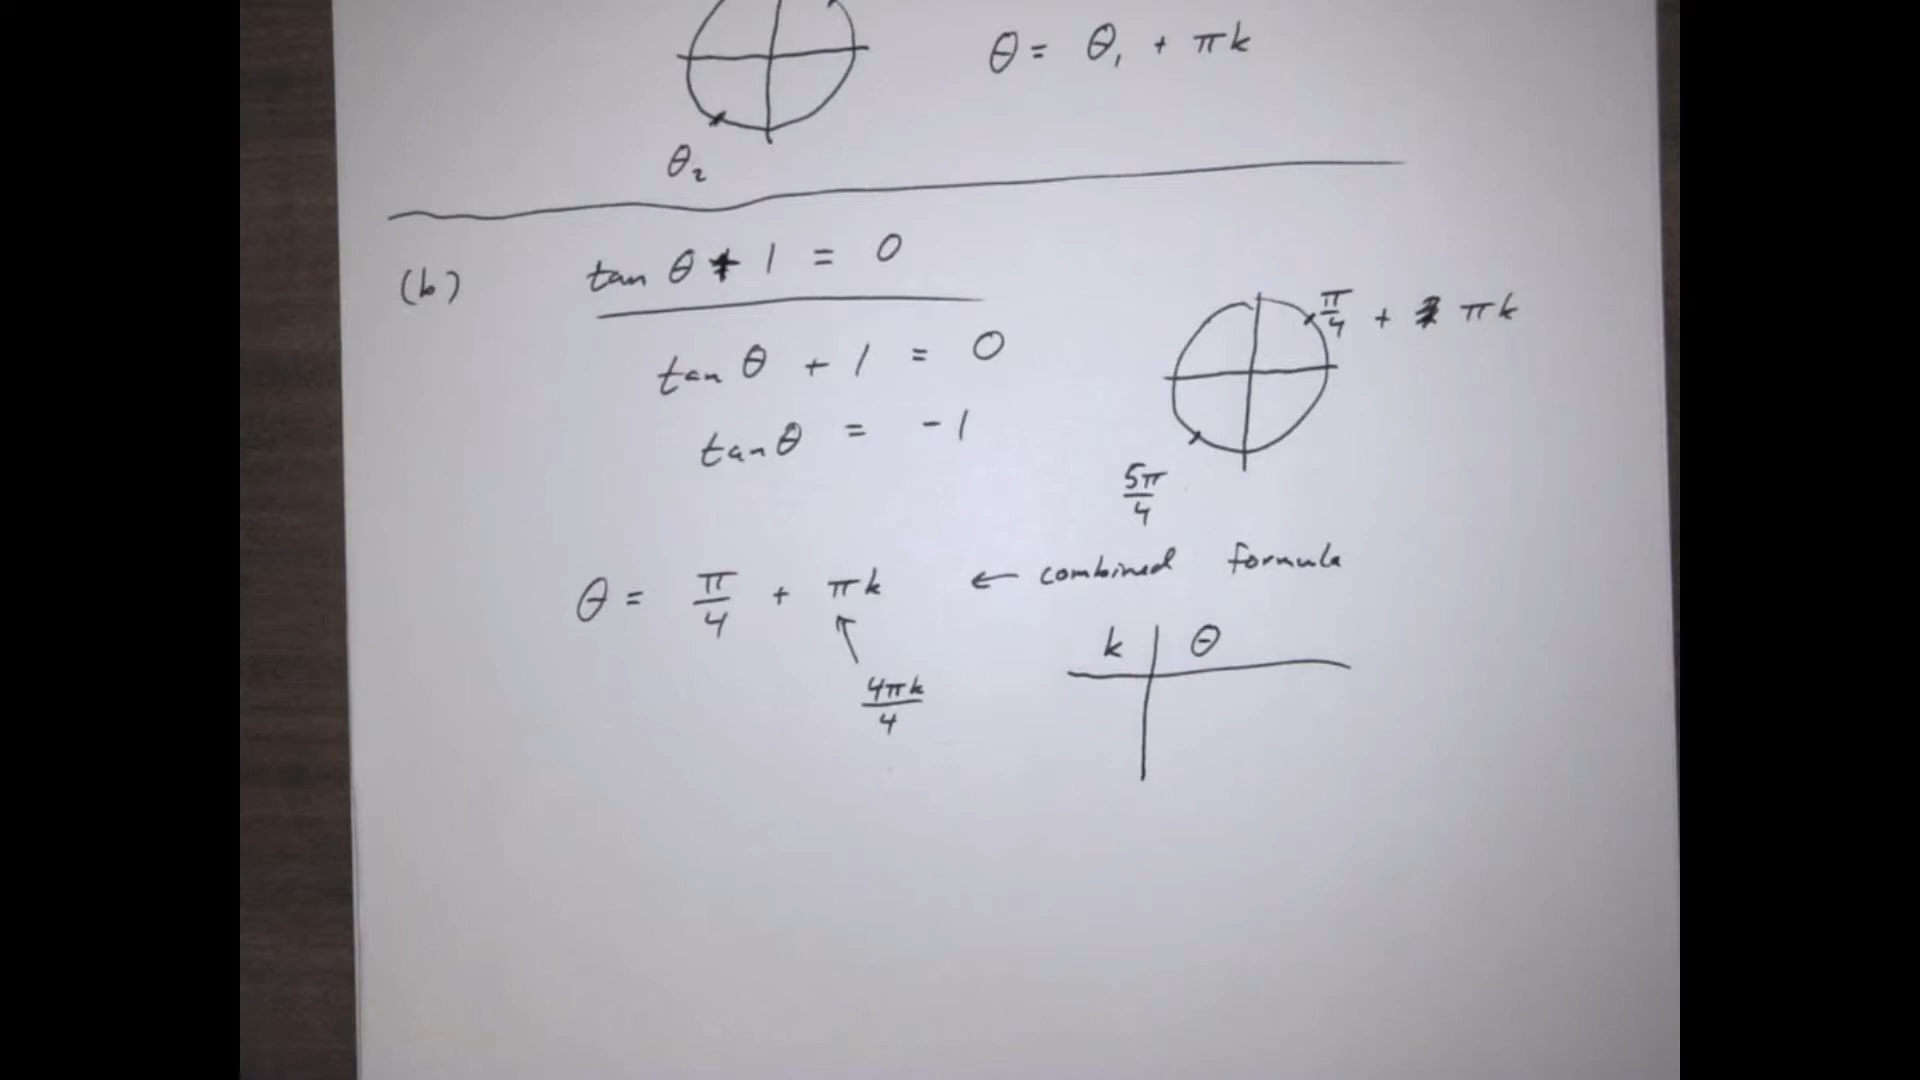 θ = θ₁ + πk
θ₂
(b) tan θ + 1 = 0
tan θ + 1 = 0
tan θ = -1
π/4 + πk
5π/4
θ = π/4 + πk ← combined formula
4πk/4
k | θ